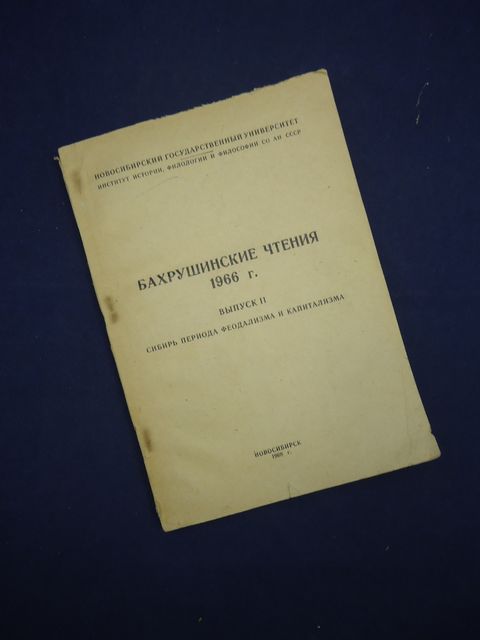 НОВОСИБИРСКИЙ ГОСУДАРСТВЕННЫЙ УНИВЕРСИТЕТ
ИНСТИТУТ ИСТОРИИ, ФИЛОЛОГИИ И ФИЛОСОФИИ СО АН СССР
БАХРУШИНСКИЕ ЧТЕНИЯ
1966 г.
ВЫПУСК II
СИБИРЬ ПЕРИОДА ФЕОДАЛИЗМА И КАПИТАЛИЗМА
НОВОСИБИРСК
1968 г.